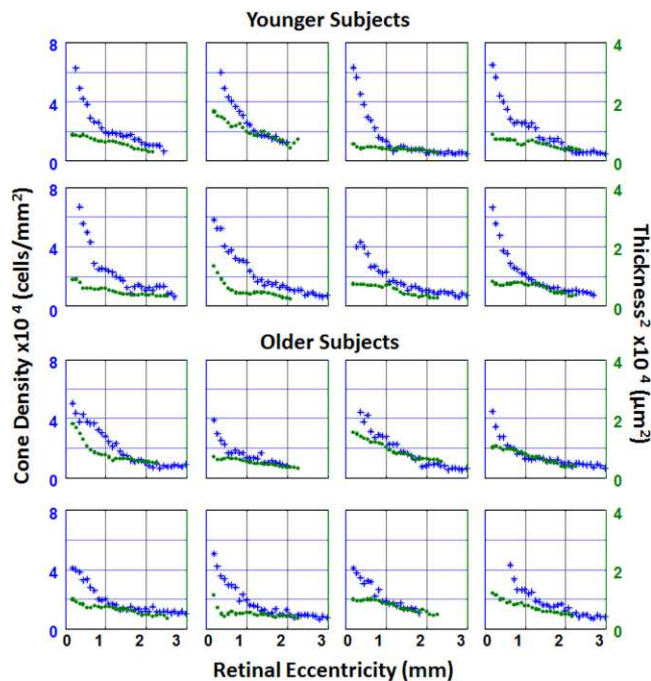 Younger Subjects
8 4
4 2
0 0
8 4
4 2
0 0
Cone Density x10 4 (cells/mm2)
Thickness2 x10 4 (µm2)
Older Subjects
8 4
4 2
0 0
8 4
4 2
0 0
0 1 2 3 0 1 2 3 0 1 2 3 0 1 2 3
Retinal Eccentricity (mm)